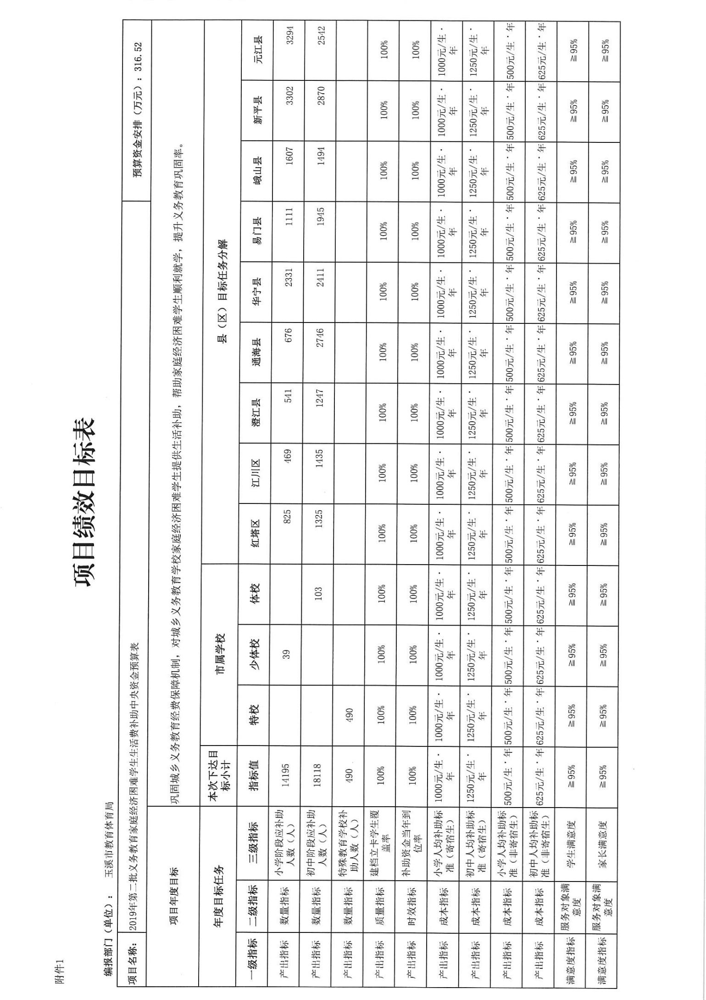 附件1
项目绩效目标表
编报部门（单位）： 玉溪市教育体育局
项目名称： 2019年第二批义务教育家庭经济困难学生生活费补助中央资金预算表 预算资金安排（万元）：316.52
项目年度目标 巩固城乡义务教育经费保障机制，对城乡义务教育学校家庭经济困难学生提供生活补助，帮助家庭经济困难学生顺利就学，提升义务教育巩固率。
年度目标任务 本次下达目标小计 市属学校 县（区）目标任务分解
一级指标 二级指标 三级指标 指标值 特校 少体校 体校 红塔区 江川区 澄江县 通海县 华宁县 易门县 峨山县 新平县 元江县
产出指标 数量指标 小学阶段应补助人数（人） 14195 39 825 469 541 676 2331 1111 1607 3302 3294
产出指标 数量指标 初中阶段应补助人数（人） 18118 103 1325 1435 1247 2746 2411 1945 1494 2870 2542
产出指标 数量指标 特殊教育学校补助人数（人） 490 490
产出指标 质量指标 建档立卡学生覆盖率 100% 100% 100% 100% 100% 100% 100% 100% 100% 100% 100% 100% 100%
产出指标 时效指标 补助资金当年到位率 100% 100% 100% 100% 100% 100% 100% 100% 100% 100% 100% 100% 100%
产出指标 成本指标 小学人均补助标准（寄宿生） 1000元/生·年 1000元/生·年 1000元/生·年 1000元/生·年 1000元/生·年 1000元/生·年 1000元/生·年 1000元/生·年 1000元/生·年 1000元/生·年 1000元/生·年 1000元/生·年 1000元/生·年
产出指标 成本指标 初中人均补助标准（寄宿生） 1250元/生·年 1250元/生·年 1250元/生·年 1250元/生·年 1250元/生·年 1250元/生·年 1250元/生·年 1250元/生·年 1250元/生·年 1250元/生·年 1250元/生·年 1250元/生·年 1250元/生·年
产出指标 成本指标 小学人均补助标准（非寄宿生） 500元/生·年 500元/生·年 500元/生·年 500元/生·年 500元/生·年 500元/生·年 500元/生·年 500元/生·年 500元/生·年 500元/生·年 500元/生·年 500元/生·年 500元/生·年
产出指标 成本指标 初中人均补助标准（非寄宿生） 625元/生·年 625元/生·年 625元/生·年 625元/生·年 625元/生·年 625元/生·年 625元/生·年 625元/生·年 625元/生·年 625元/生·年 625元/生·年 625元/生·年 625元/生·年
满意度指标 服务对象满意度 学生满意度 ≧95% ≧95% ≧95% ≧95% ≧95% ≧95% ≧95% ≧95% ≧95% ≧95% ≧95% ≧95% ≧95%
满意度指标 服务对象满意度 家长满意度 ≧95% ≧95% ≧95% ≧95% ≧95% ≧95% ≧95% ≧95% ≧95% ≧95% ≧95% ≧95% ≧95%